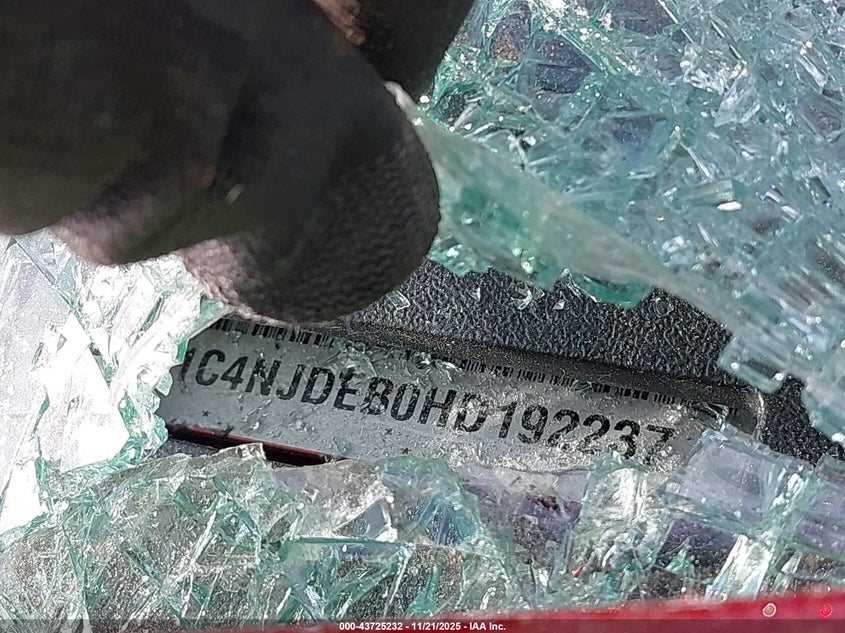 1C4NJDEB0HD192237
000-43725232 - 11/21/2025 - IAA Inc.